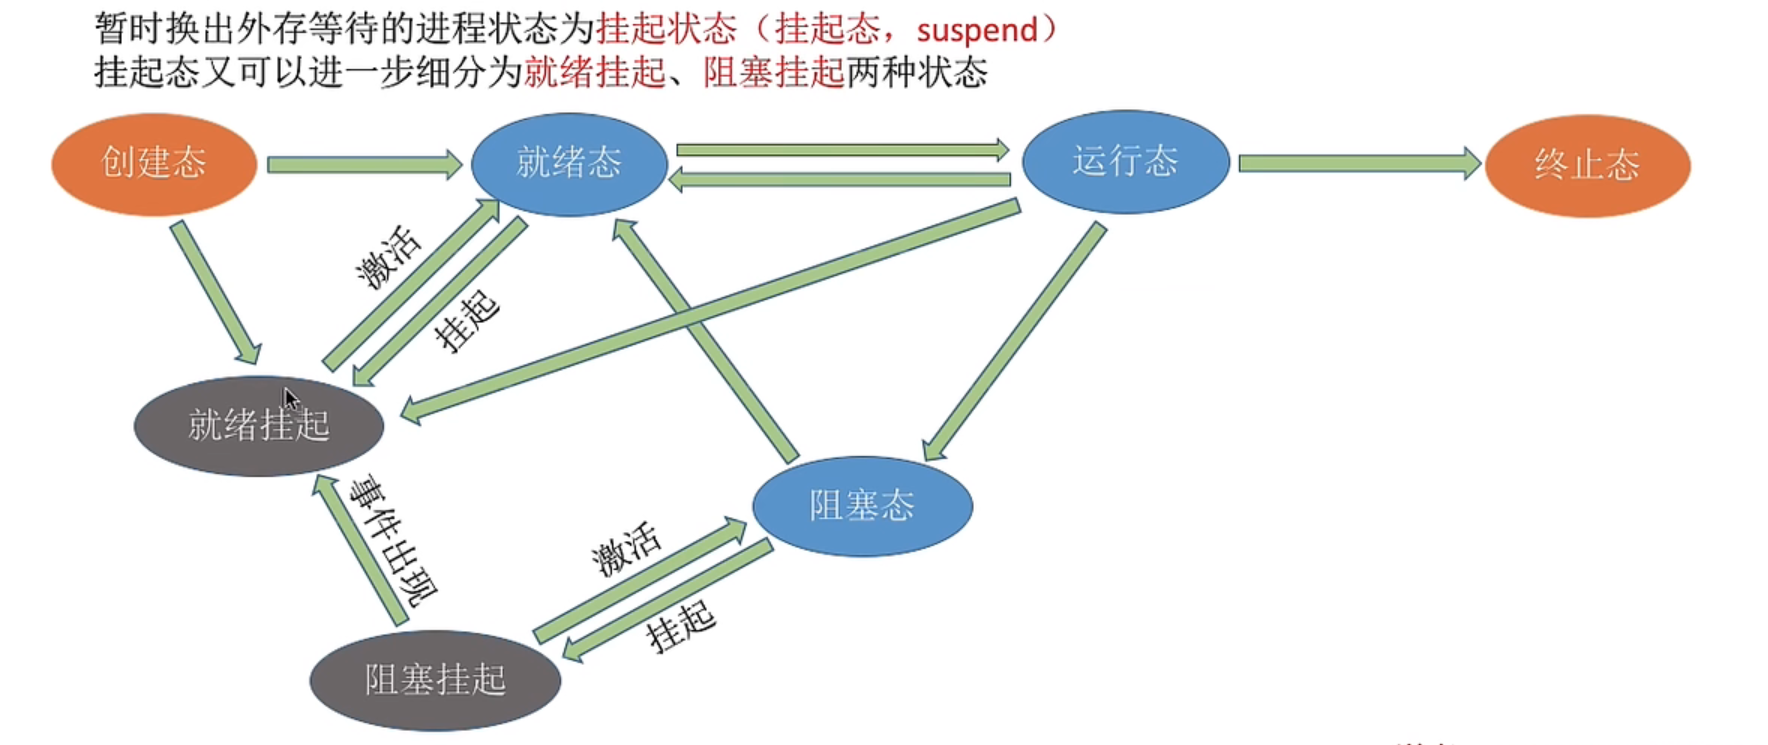 暂时换出外存等待的进程状态为挂起状态（挂起态，suspend）
挂起态又可以进一步细分为就绪挂起、阻塞挂起两种状态
创建态
就绪态
运行态
终止态
激活
挂起
就绪挂起
事件出现
阻塞态
激活
挂起
阻塞挂起